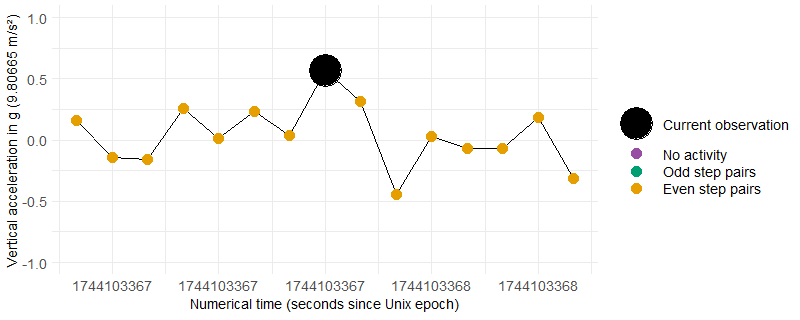 Vertical acceleration in g (9.80665 m/s²)
1.0
0.5
0.0
-0.5
-1.0
1744103367 1744103367 1744103367 1744103368 1744103368
Numerical time (seconds since Unix epoch)
Current observation
No activity
Odd step pairs
Even step pairs